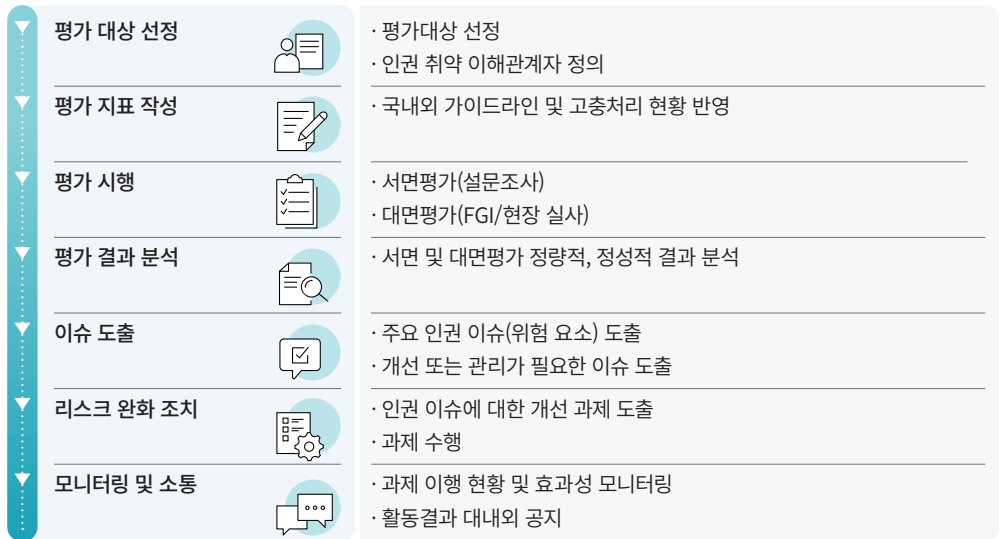 평가 대상 선정
· 평가대상 선정
· 인권 취약 이해관계자 정의
평가 지표 작성
· 국내외 가이드라인 및 고충처리 현황 반영
평가 시행
· 서면평가(설문조사)
· 대면평가(FGI/현장 실사)
평가 결과 분석
· 서면 및 대면평가 정량적, 정성적 결과 분석
이슈 도출
· 주요 인권 이슈(위험 요소) 도출
· 개선 또는 관리가 필요한 이슈 도출
리스크 완화 조치
· 인권 이슈에 대한 개선 과제 도출
· 과제 수행
모니터링 및 소통
· 과제 이행 현황 및 효과성 모니터링
· 활동결과 대내외 공지